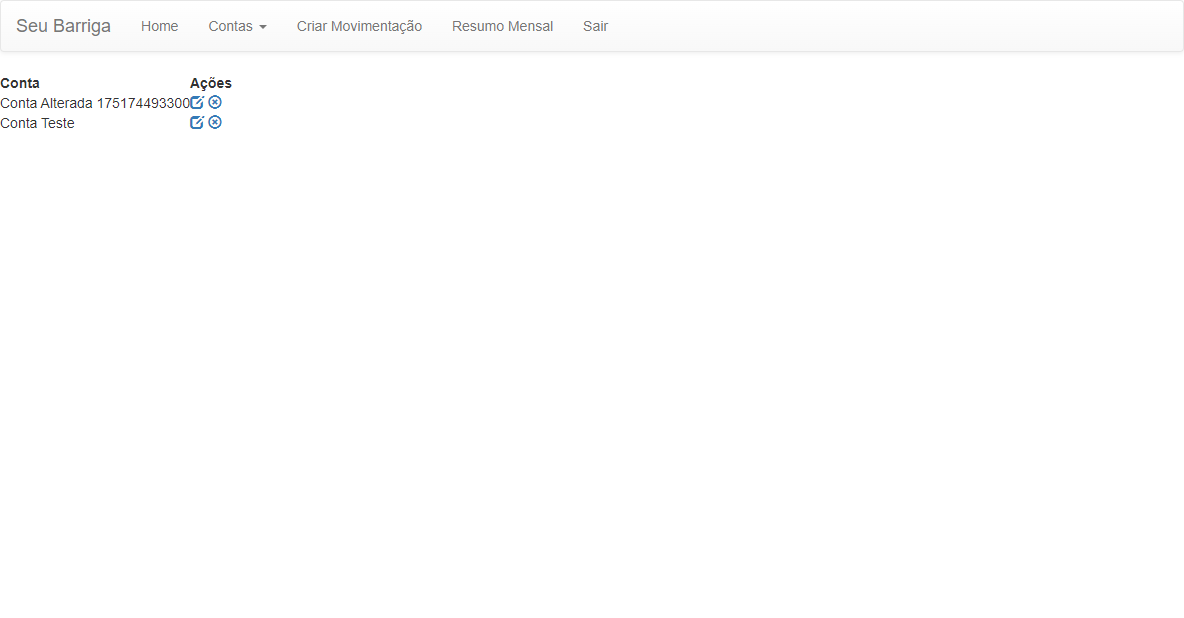 Seu Barriga Home Contas Criar Movimentação Resumo Mensal Sair
Conta Ações
Conta Alterada 175174493300
Conta Teste